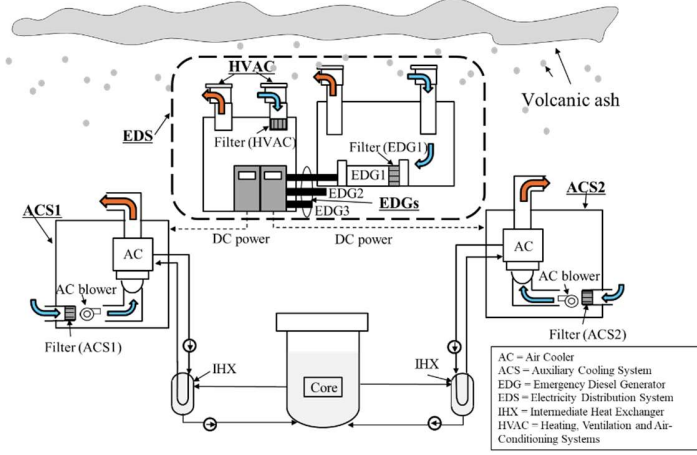 Volcanic ash
HVAC
EDS
Filter (HVAC)
Filter (EDG1)
EDG1
EDG2
EDG3
EDGs
DC power
DC power
ACS1
AC
AC blower
Filter (ACS1)
ACS2
AC
AC blower
Filter (ACS2)
IHX
Core
IHX
AC = Air Cooler
ACS = Auxiliary Cooling System
EDG = Emergency Diesel Generator
EDS = Electricity Distribution System
IHX = Intermediate Heat Exchanger
HVAC = Heating, Ventilation and Air-
Conditioning Systems